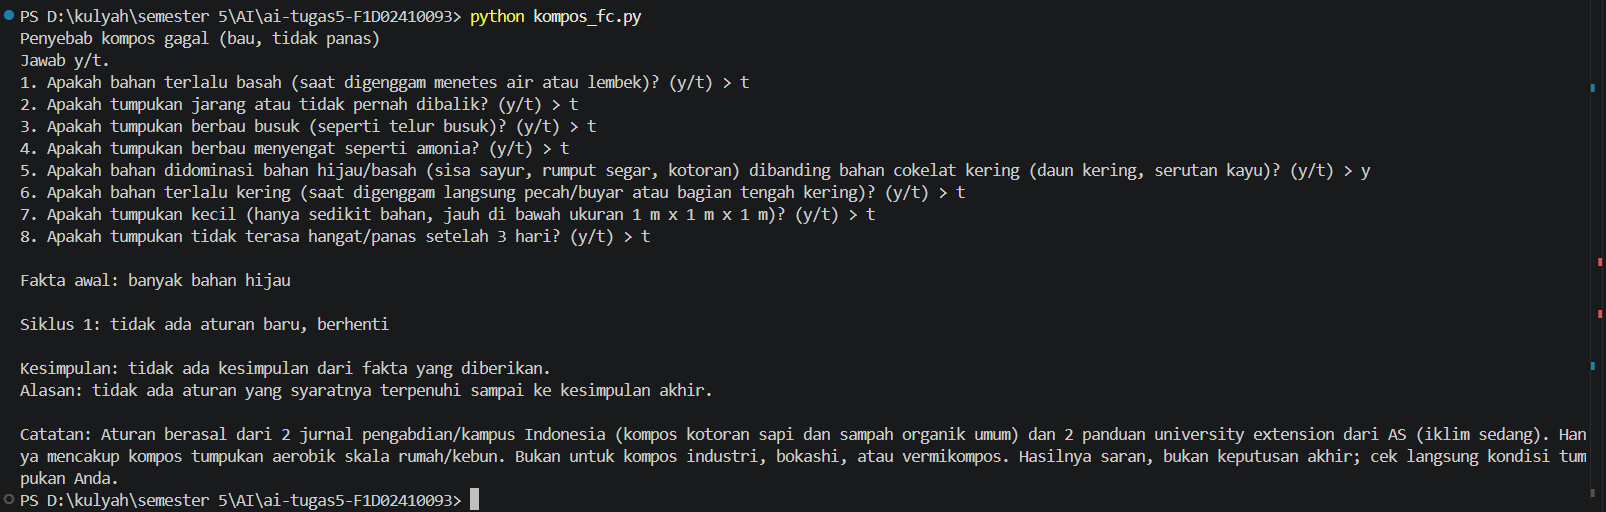 PS D:\kulyah\semester 5\AI\ai-tugas5-F1D02410093> python kompos_fc.py
Penyebab kompos gagal (bau, tidak panas)
Jawab y/t.
1. Apakah bahan terlalu basah (saat digenggam menetes air atau lembek)? (y/t) > t
2. Apakah tumpukan jarang atau tidak pernah dibalik? (y/t) > t
3. Apakah tumpukan berbau busuk (seperti telur busuk)? (y/t) > t
4. Apakah tumpukan berbau menyengat seperti amonia? (y/t) > t
5. Apakah bahan didominasi bahan hijau/basah (sisa sayur, rumput segar, kotoran) dibanding bahan cokelat kering (daun kering, serutan kayu)? (y/t) > y
6. Apakah bahan terlalu kering (saat digenggam langsung pecah/buyar atau bagian tengah kering)? (y/t) > t
7. Apakah tumpukan kecil (hanya sedikit bahan, jauh di bawah ukuran 1 m x 1 m x 1 m)? (y/t) > t
8. Apakah tumpukan tidak terasa hangat/panas setelah 3 hari? (y/t) > t
Fakta awal: banyak bahan hijau
Siklus 1: tidak ada aturan baru, berhenti
Kesimpulan: tidak ada kesimpulan dari fakta yang diberikan.
Alasan: tidak ada aturan yang syaratnya terpenuhi sampai ke kesimpulan akhir.
Catatan: Aturan berasal dari 2 jurnal pengabdian/kampus Indonesia (kompos kotoran sapi dan sampah organik umum) dan 2 panduan university extension dari AS (iklim sedang). Han
ya mencakup kompos tumpukan aerobik skala rumah/kebun. Bukan untuk kompos industri, bokashi, atau vermikompos. Hasilnya saran, bukan keputusan akhir; cek langsung kondisi tum
pukan Anda.
PS D:\kulyah\semester 5\AI\ai-tugas5-F1D02410093>